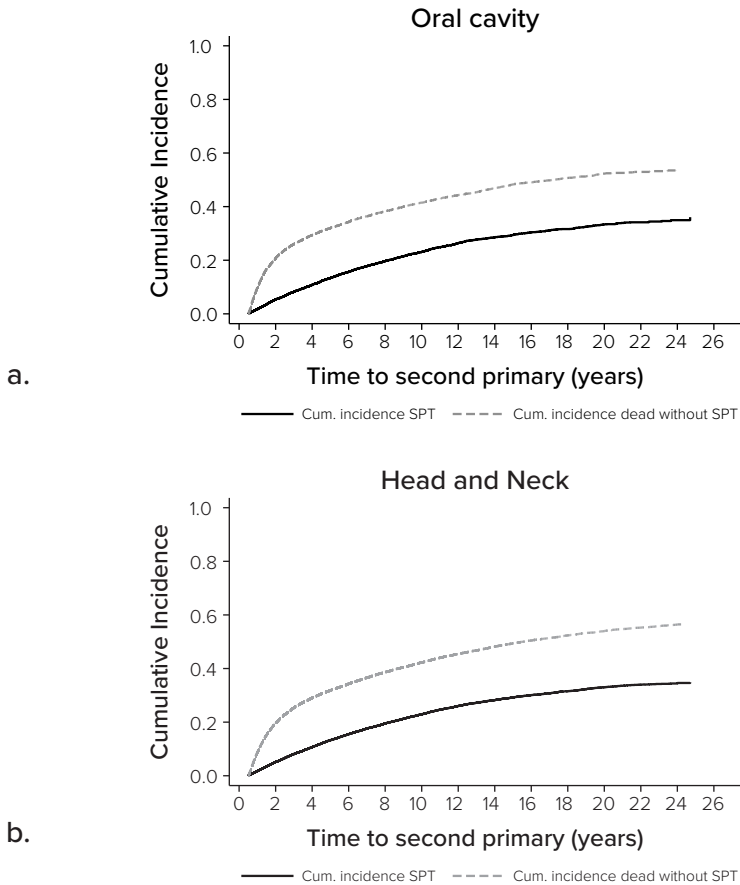 Oral cavity
Cumulative Incidence
1.0
0.8
0.6
0.4
0.2
0.0
0 2 4 6 8 10 12 14 16 18 20 22 24 26
a.
Time to second primary (years)
Cum. incidence SPT Cum. incidence dead without SPT
Head and Neck
Cumulative Incidence
1.0
0.8
0.6
0.4
0.2
0.0
0 2 4 6 8 10 12 14 16 18 20 22 24 26
b.
Time to second primary (years)
Cum. incidence SPT Cum. incidence dead without SPT